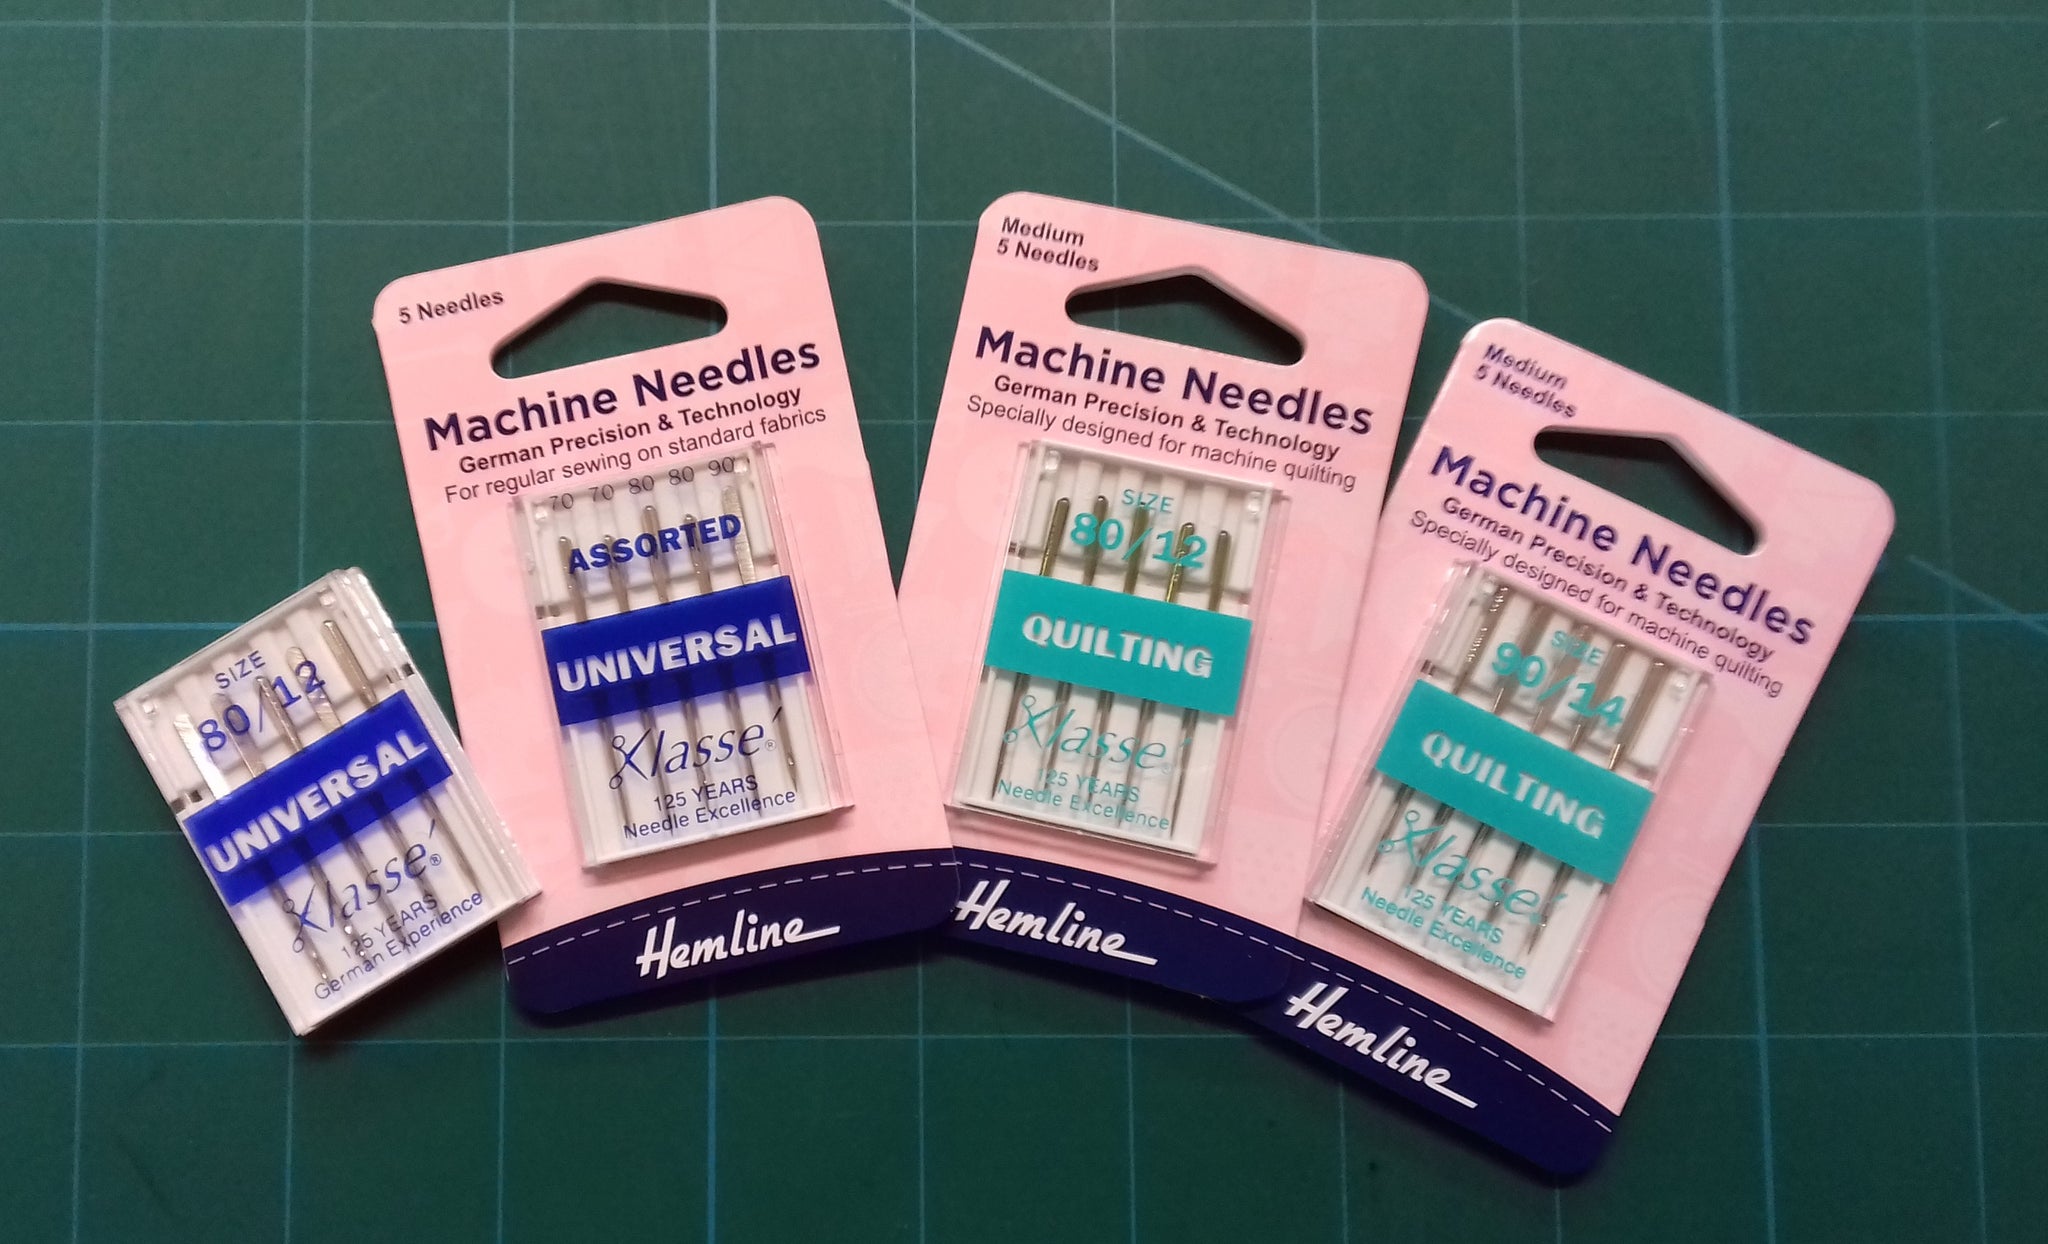 SIZE
80/12
UNIVERSAL
Klassé®
125 YEARS
German Experience
5 Needles
Machine Needles
German Precision & Technology
For regular sewing on standard fabrics
70 70 80 80 90
ASSORTED
UNIVERSAL
Klassé®
125 YEARS
Needle Excellence
Hemline
Medium
5 Needles
Machine Needles
German Precision & Technology
Specially designed for machine quilting
SIZE
80/12
QUILTING
Klassé®
125 YEARS
Needle Excellence
Hemline
Medium
5 Needles
Machine Needles
German Precision & Technology
Specially designed for machine quilting
SIZE
90/14
QUILTING
Klassé®
125 YEARS
Needle Excellence
Hemline